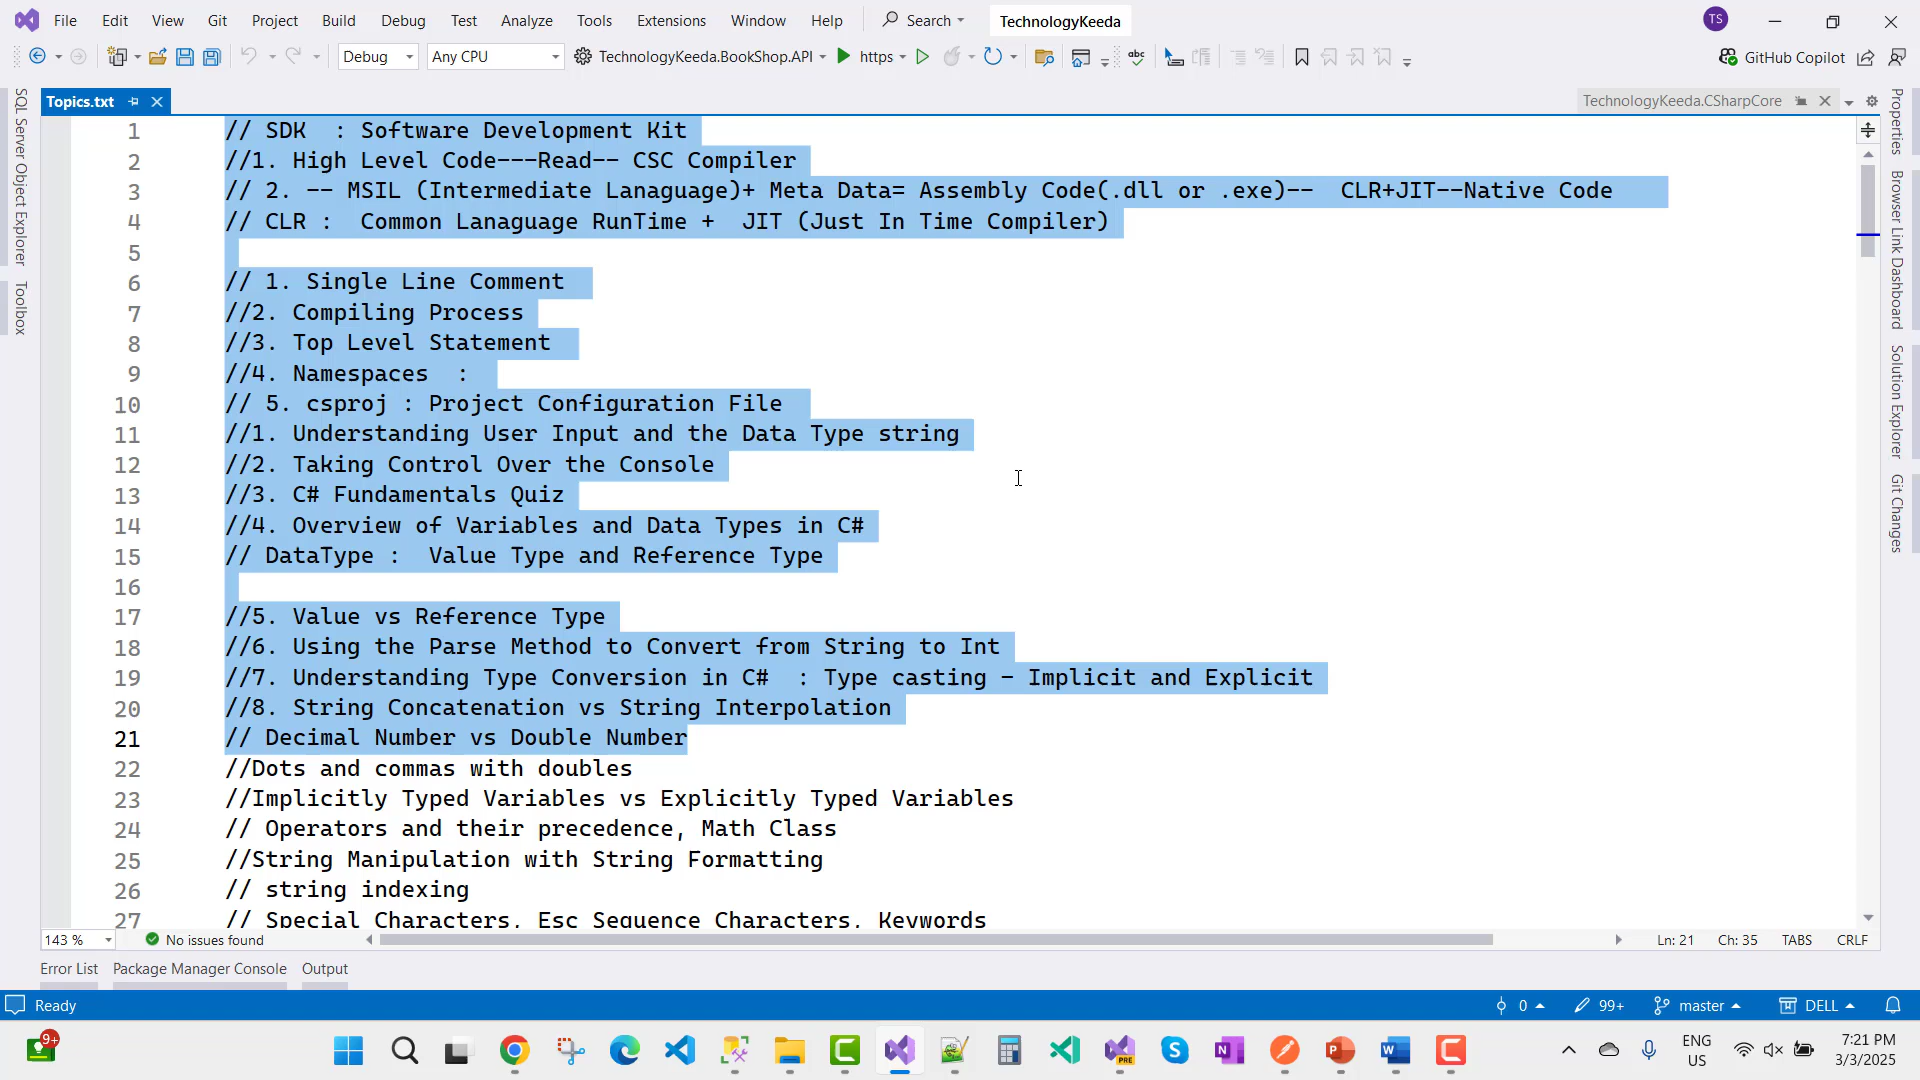 File Edit View Git Project Build Debug Test Analyze Tools Extensions Window Help Search TechnologyKeeda TS
Debug Any CPU TechnologyKeeda.BookShop.API https abc GitHub Copilot
Topics.txt TechnologyKeeda.CSharpCore
SQL Server Object Explorer
Toolbox
1 // SDK  : Software Development Kit
2 //1. High Level Code---Read-- CSC Compiler
3 // 2. -- MSIL (Intermediate Lanaguage)+ Meta Data= Assembly Code(.dll or .exe)--  CLR+JIT--Native Code
4 // CLR :  Common Lanaguage RunTime +  JIT (Just In Time Compiler)
5
6 // 1. Single Line Comment
7 //2. Compiling Process
8 //3. Top Level Statement
9 //4. Namespaces  :
10 // 5. csproj : Project Configuration File
11 //1. Understanding User Input and the Data Type string
12 //2. Taking Control Over the Console
13 //3. C# Fundamentals Quiz
14 //4. Overview of Variables and Data Types in C#
15 // DataType :  Value Type and Reference Type
16
17 //5. Value vs Reference Type
18 //6. Using the Parse Method to Convert from String to Int
19 //7. Understanding Type Conversion in C#  : Type casting - Implicit and Explicit
20 //8. String Concatenation vs String Interpolation
21 // Decimal Number vs Double Number
22 //Dots and commas with doubles
23 //Implicitly Typed Variables vs Explicitly Typed Variables
24 // Operators and their precedence, Math Class
25 //String Manipulation with String Formatting
26 // string indexing
27 // Special Characters, Esc Sequence Characters, Keywords
Properties
Browser Link Dashboard
Solution Explorer
Git Changes
143 % No issues found Ln: 21 Ch: 35 TABS CRLF
Error List Package Manager Console Output
Ready 0 99+ master DELL
9+ PRE ENG US 7:21 PM 3/3/2025